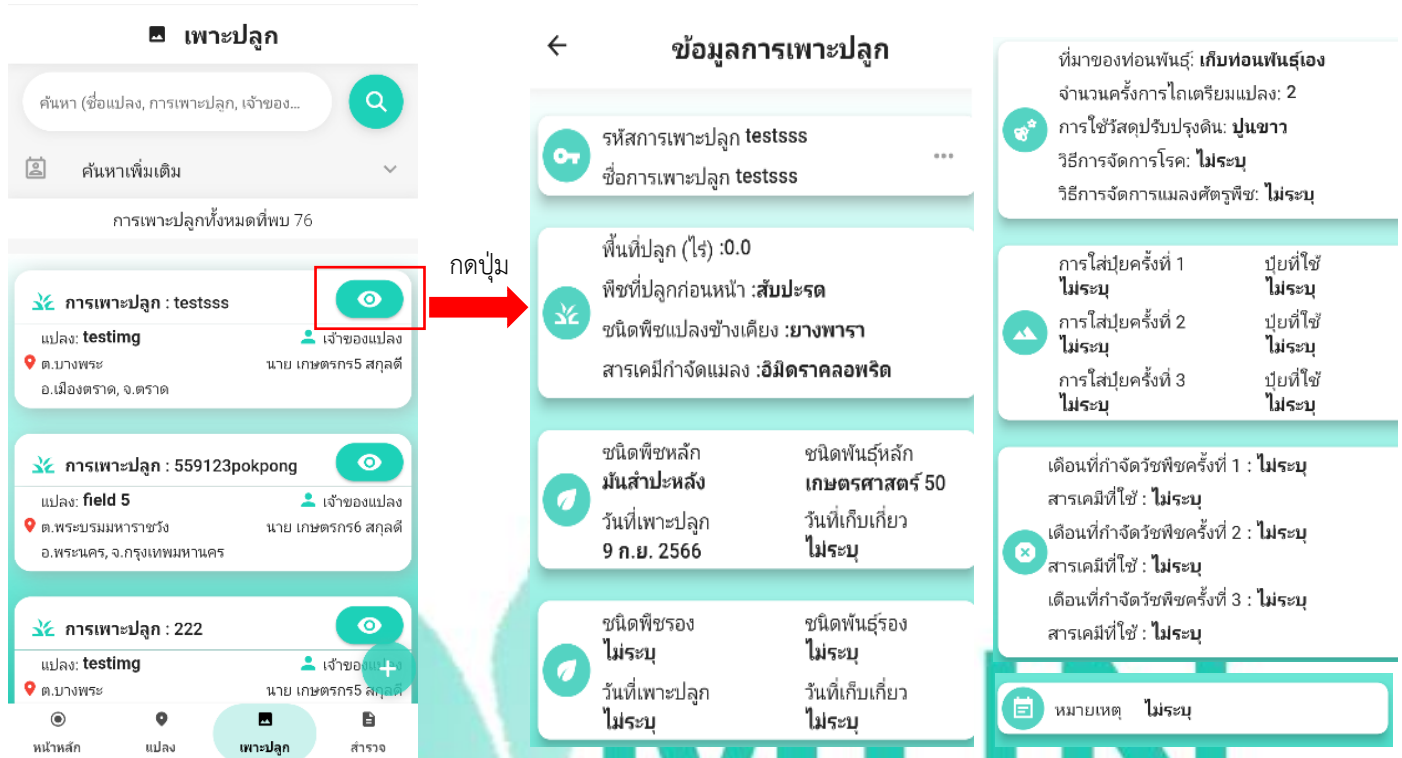 เพาะปลูก
ค้นหา (ชื่อแปลง, การเพาะปลูก, เจ้าของ...
ค้นหาเพิ่มเติม
การเพาะปลูกทั้งหมดที่พบ 76
การเพาะปลูก : testsss
แปลง: testimg
เจ้าของแปลง
ต.บางพระ
นาย เกษตรกร5 สกุลดี
อ.เมืองตราด, จ.ตราด
การเพาะปลูก : 559123pokpong
แปลง: field 5
เจ้าของแปลง
ต.พระบรมมหาราชวัง
นาย เกษตรกร6 สกุลดี
อ.พระนคร, จ.กรุงเทพมหานคร
การเพาะปลูก : 222
แปลง: testimg
เจ้าของแปลง
ต.บางพระ
นาย เกษตรกร5 สกุลดี
หน้าหลัก
แปลง
เพาะปลูก
สำรวจ
กดปุ่ม
ข้อมูลการเพาะปลูก
รหัสการเพาะปลูก testsss
ชื่อการเพาะปลูก testsss
พื้นที่ปลูก (ไร่) :0.0
พืชที่ปลูกก่อนหน้า :สับปะรด
ชนิดพืชแปลงข้างเคียง :ยางพารา
สารเคมีกำจัดแมลง :อิมิดราคลอพริด
ชนิดพืชหลัก ชนิดพันธุ์หลัก
มันสำปะหลัง เกษตรศาสตร์ 50
วันที่เพาะปลูก วันที่เก็บเกี่ยว
9 ก.ย. 2566 ไม่ระบุ
ชนิดพืชรอง ชนิดพันธุ์รอง
ไม่ระบุ ไม่ระบุ
วันที่เพาะปลูก วันที่เก็บเกี่ยว
ไม่ระบุ ไม่ระบุ
ที่มาของท่อนพันธุ์: เก็บท่อนพันธุ์เอง
จำนวนครั้งการไถเตรียมแปลง: 2
การใช้วัสดุปรับปรุงดิน: ปูนขาว
วิธีการจัดการโรค: ไม่ระบุ
วิธีการจัดการแมลงศัตรูพืช: ไม่ระบุ
การใส่ปุ๋ยครั้งที่ 1 ปุ๋ยที่ใช้
ไม่ระบุ ไม่ระบุ
การใส่ปุ๋ยครั้งที่ 2 ปุ๋ยที่ใช้
ไม่ระบุ ไม่ระบุ
การใส่ปุ๋ยครั้งที่ 3 ปุ๋ยที่ใช้
ไม่ระบุ ไม่ระบุ
เดือนที่กำจัดวัชพืชครั้งที่ 1 : ไม่ระบุ
สารเคมีที่ใช้ : ไม่ระบุ
เดือนที่กำจัดวัชพืชครั้งที่ 2 : ไม่ระบุ
สารเคมีที่ใช้ : ไม่ระบุ
เดือนที่กำจัดวัชพืชครั้งที่ 3 : ไม่ระบุ
สารเคมีที่ใช้ : ไม่ระบุ
หมายเหตุ ไม่ระบุ